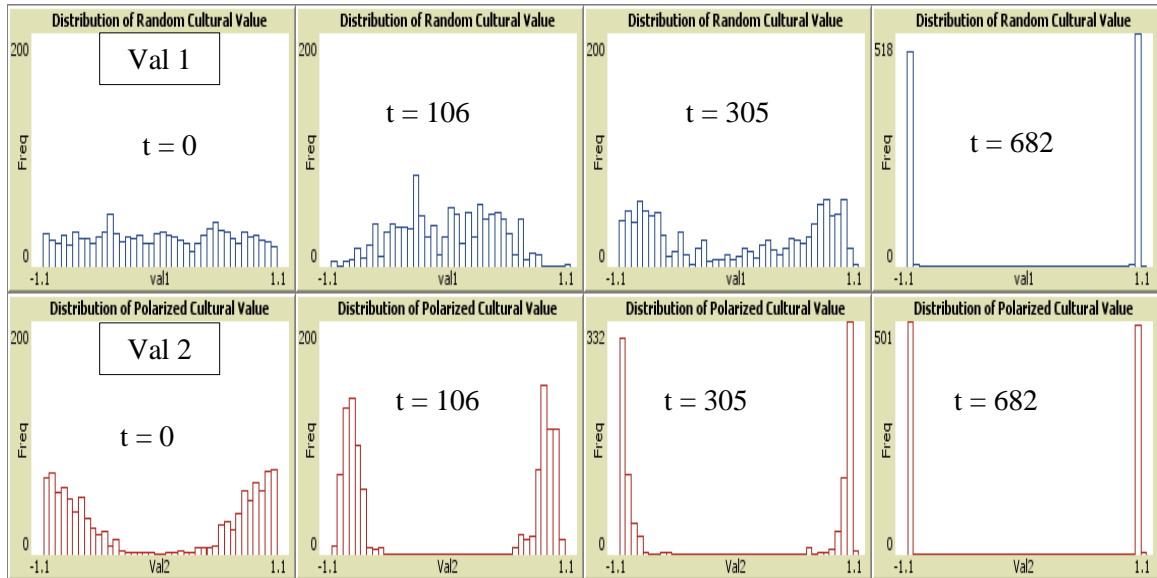 Distribution of Random Cultural Value
200
Val 1
t = 0
Freq
0
-1.1
val1
1.1
Distribution of Random Cultural Value
200
t = 106
Freq
0
-1.1
val1
1.1
Distribution of Random Cultural Value
200
t = 305
Freq
0
-1.1
val1
1.1
Distribution of Random Cultural Value
518
t = 682
Freq
0
-1.1
val1
1.1
Distribution of Polarized Cultural Value
200
Val 2
t = 0
Freq
0
-1.1
Val2
1.1
Distribution of Polarized Cultural Value
200
t = 106
Freq
0
-1.1
Val2
1.1
Distribution of Polarized Cultural Value
332
t = 305
Freq
0
-1.1
Val2
1.1
Distribution of Polarized Cultural Value
501
t = 682
Freq
0
-1.1
Val2
1.1